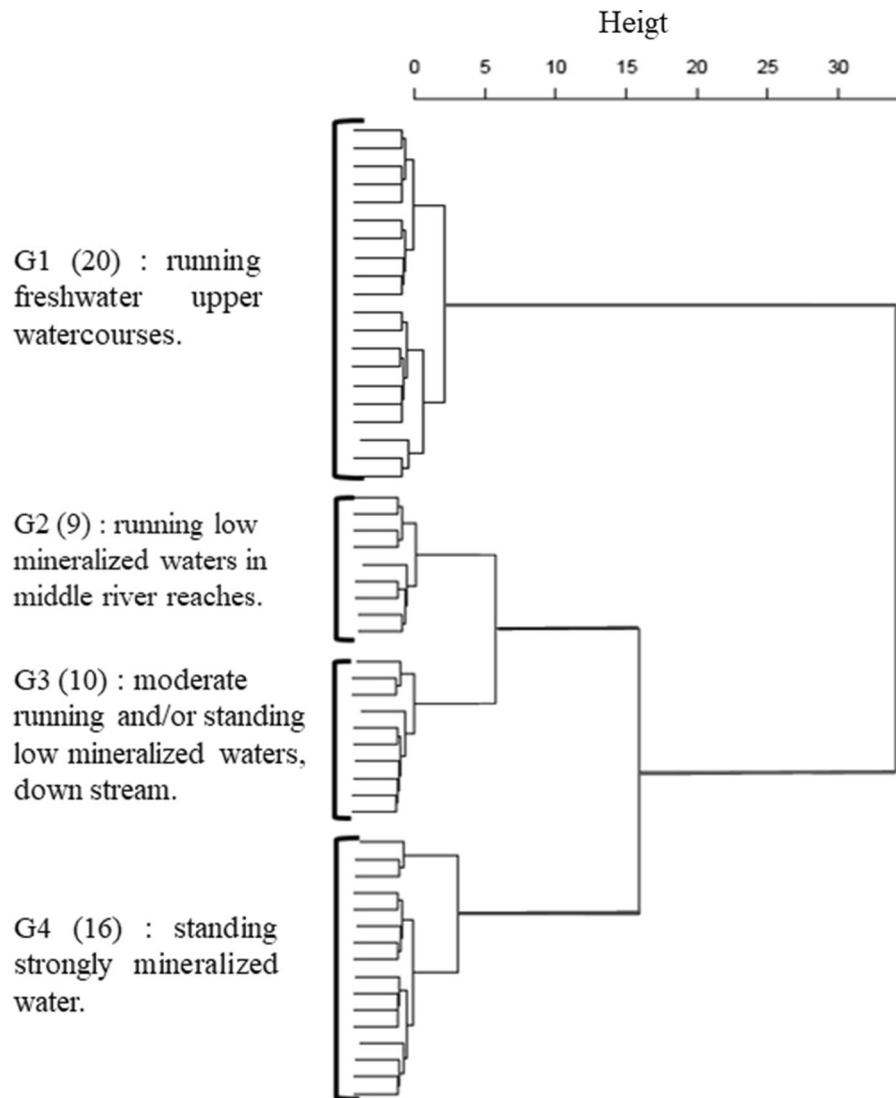 Heigt
0 5 10 15 20 25 30
G1 (20) : running
freshwater upper
watercourses.
G2 (9) : running low
mineralized waters in
middle river reaches.
G3 (10) : moderate
running and/or standing
low mineralized waters,
down stream.
G4 (16) : standing
strongly mineralized
water.